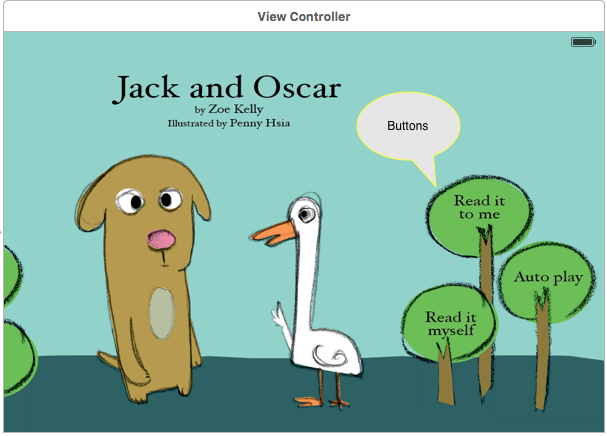 View Controller
Jack and Oscar
by Zoe Kelly
Illustrated by Penny Hsia
Buttons
Read it
to me
Auto play
Read it
myself